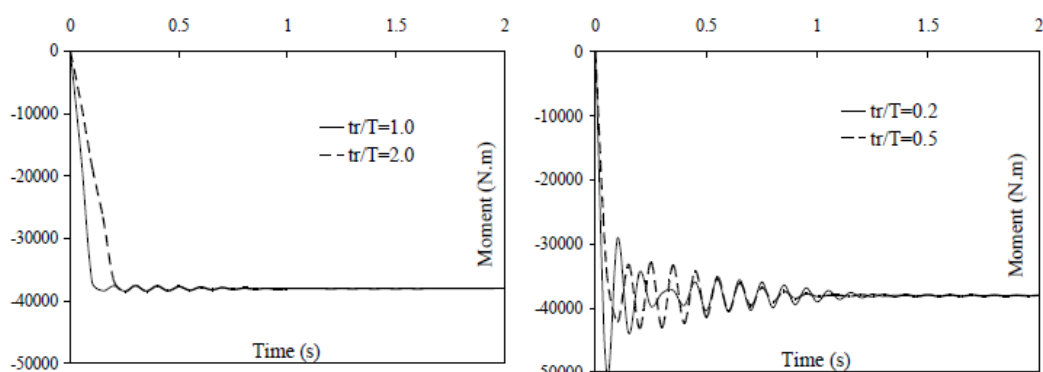 0 0.5 1 1.5 2
0
-10000
-20000
-30000
-40000
-50000
tr/T=1.0
tr/T=2.0
Moment (N.m)
Time (s)
0 0.5 1 1.5 2
0
-10000
-20000
-30000
-40000
-50000
tr/T=0.2
tr/T=0.5
Moment (N.m)
Time (s)